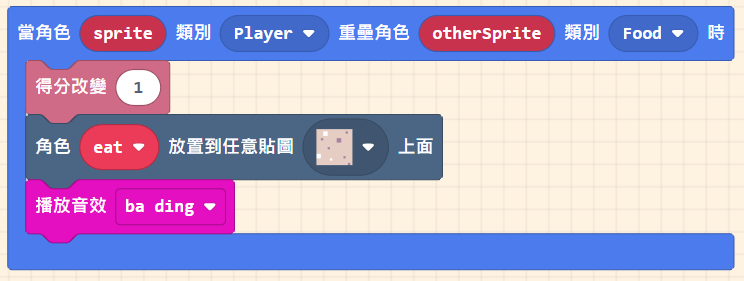 當角色 sprite 類別 Player 重疊角色 otherSprite 類別 Food 時
得分改變 1
角色 eat 放置到任意貼圖 上面
播放音效 ba ding